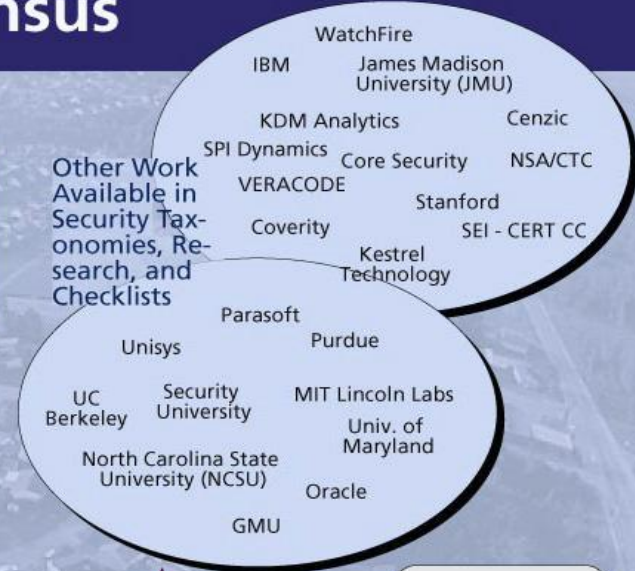 nsus
WatchFire
IBM
James Madison
University (JMU)
KDM Analytics
Cenzic
SPI Dynamics
Core Security
NSA/CTC
VERACODE
Stanford
Coverity
SEI - CERT CC
Kestrel
Technology
Other Work
Available in
Security Tax-
onomies, Re-
search, and
Checklists
Parasoft
Unisys
Purdue
UC
Berkeley
Security
University
MIT Lincoln Labs
Univ. of
Maryland
North Carolina State
University (NCSU)
Oracle
GMU